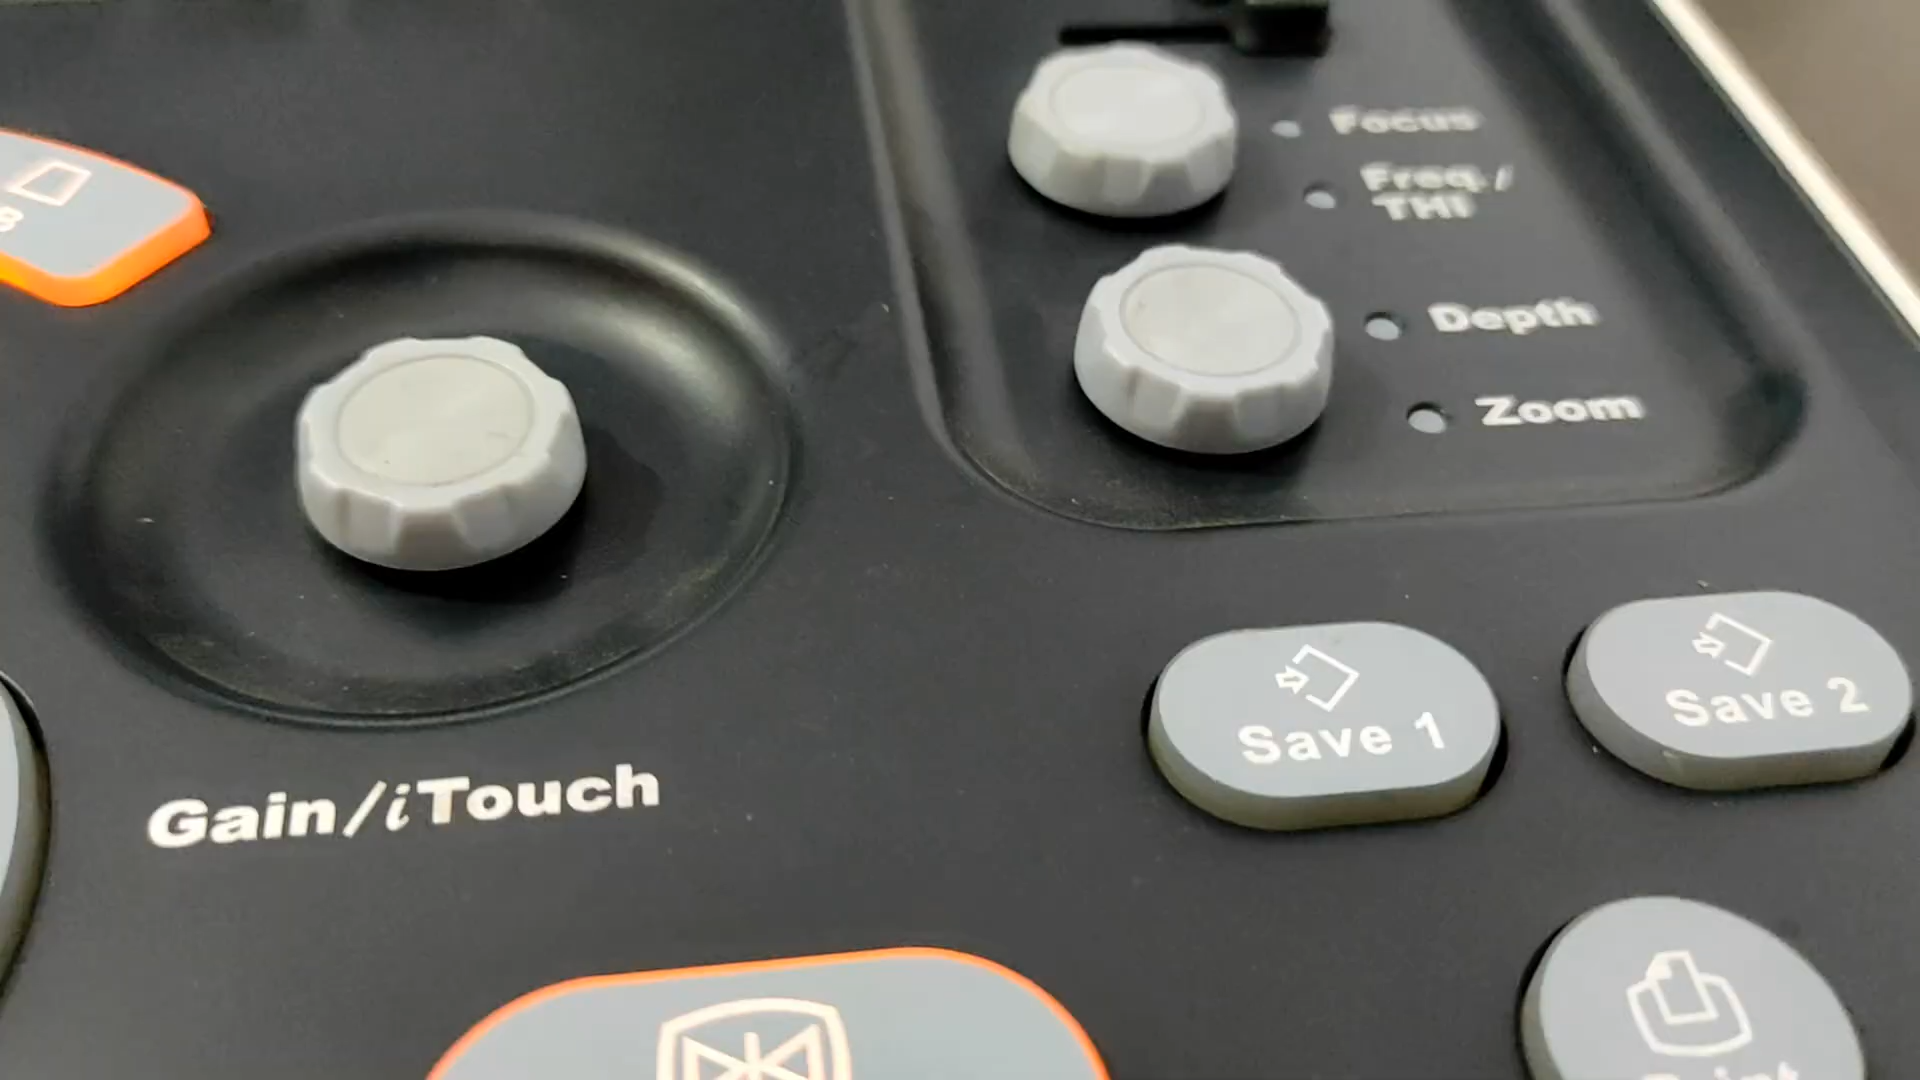 Focus
Freq./
THI
Depth
Zoom
Save 1
Save 2
Gain/iTouch